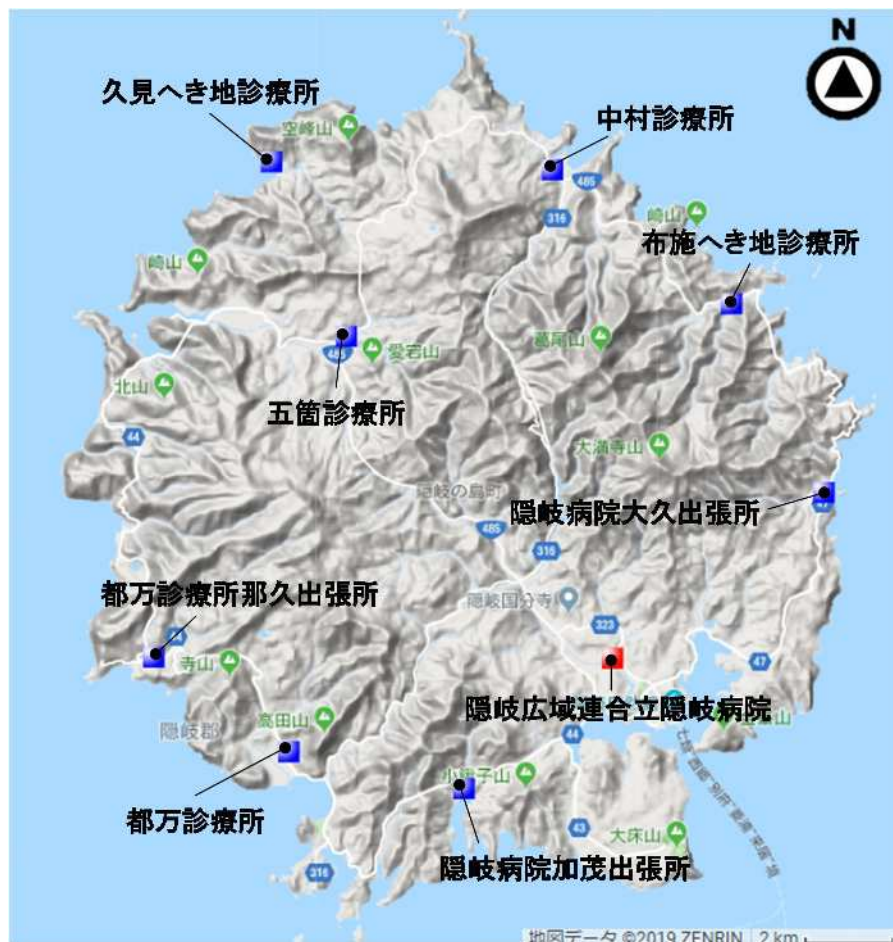 N
久見へき地診療所
空峰山
中村診療所
485
316
崎山
布施へき地診療所
崎山
葛尾山
485
愛宕山
北山
五箇診療所
44
大満寺山
隠岐の島町
隠岐病院大久出張所
47
485
316
都万診療所那久出張所
隠岐国分寺
323
44
寺山
47
隠岐広域連合立隠岐病院
高田山
隠岐郡
44
都万診療所
43
大床山
隠岐病院加茂出張所
316
地図データ ©2019 ZENRIN
2 km